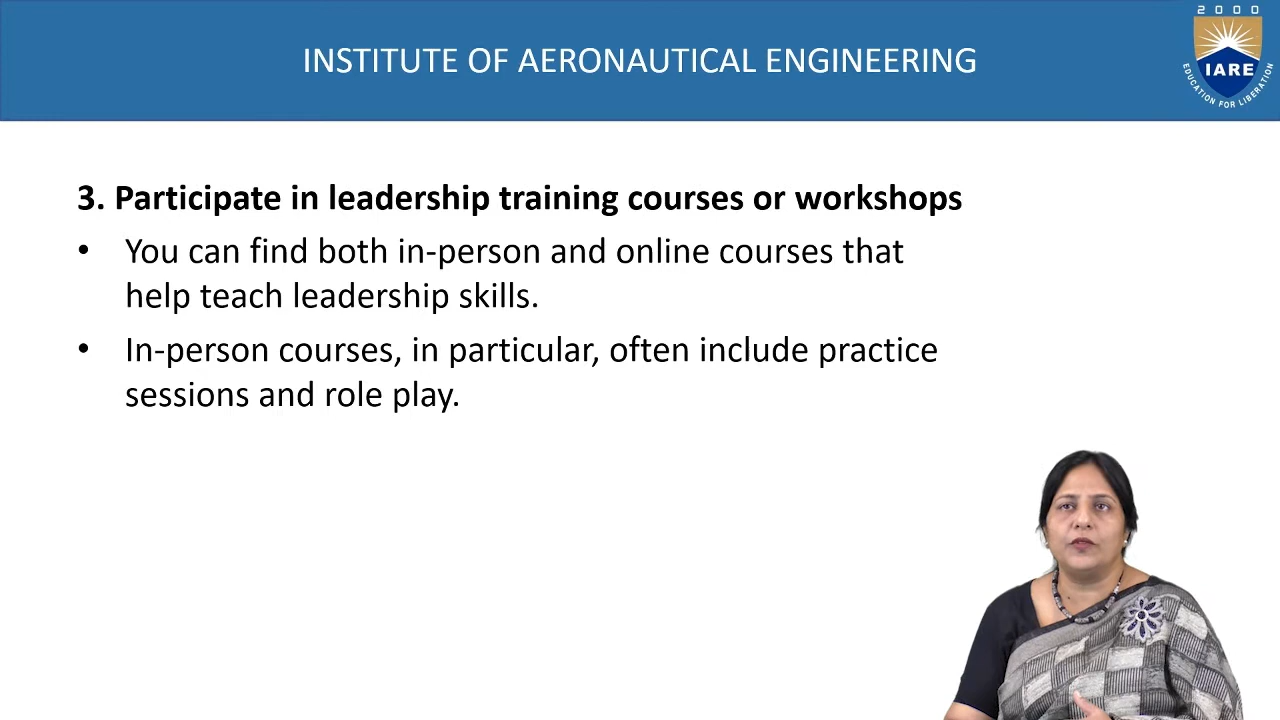 2000
INSTITUTE OF AERONAUTICAL ENGINEERING
IARE
EDUCATION FOR LIBERATION
3. Participate in leadership training courses or workshops
• You can find both in-person and online courses that
help teach leadership skills.
• In-person courses, in particular, often include practice
sessions and role play.